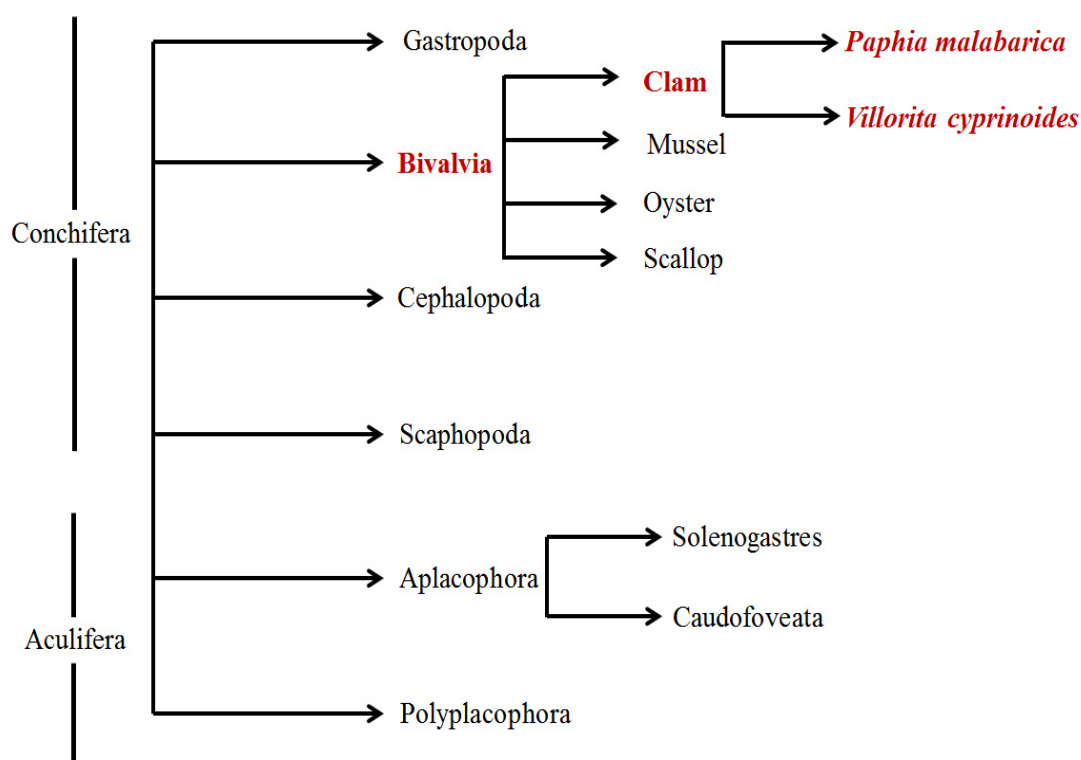 Gastropoda
Paphia malabarica
Clam
Villorita cyprinoides
Mussel
Bivalvia
Oyster
Conchifera
Scallop
Cephalopoda
Scaphopoda
Solenogastres
Aplacophora
Caudofoveata
Aculifera
Polyplacophora